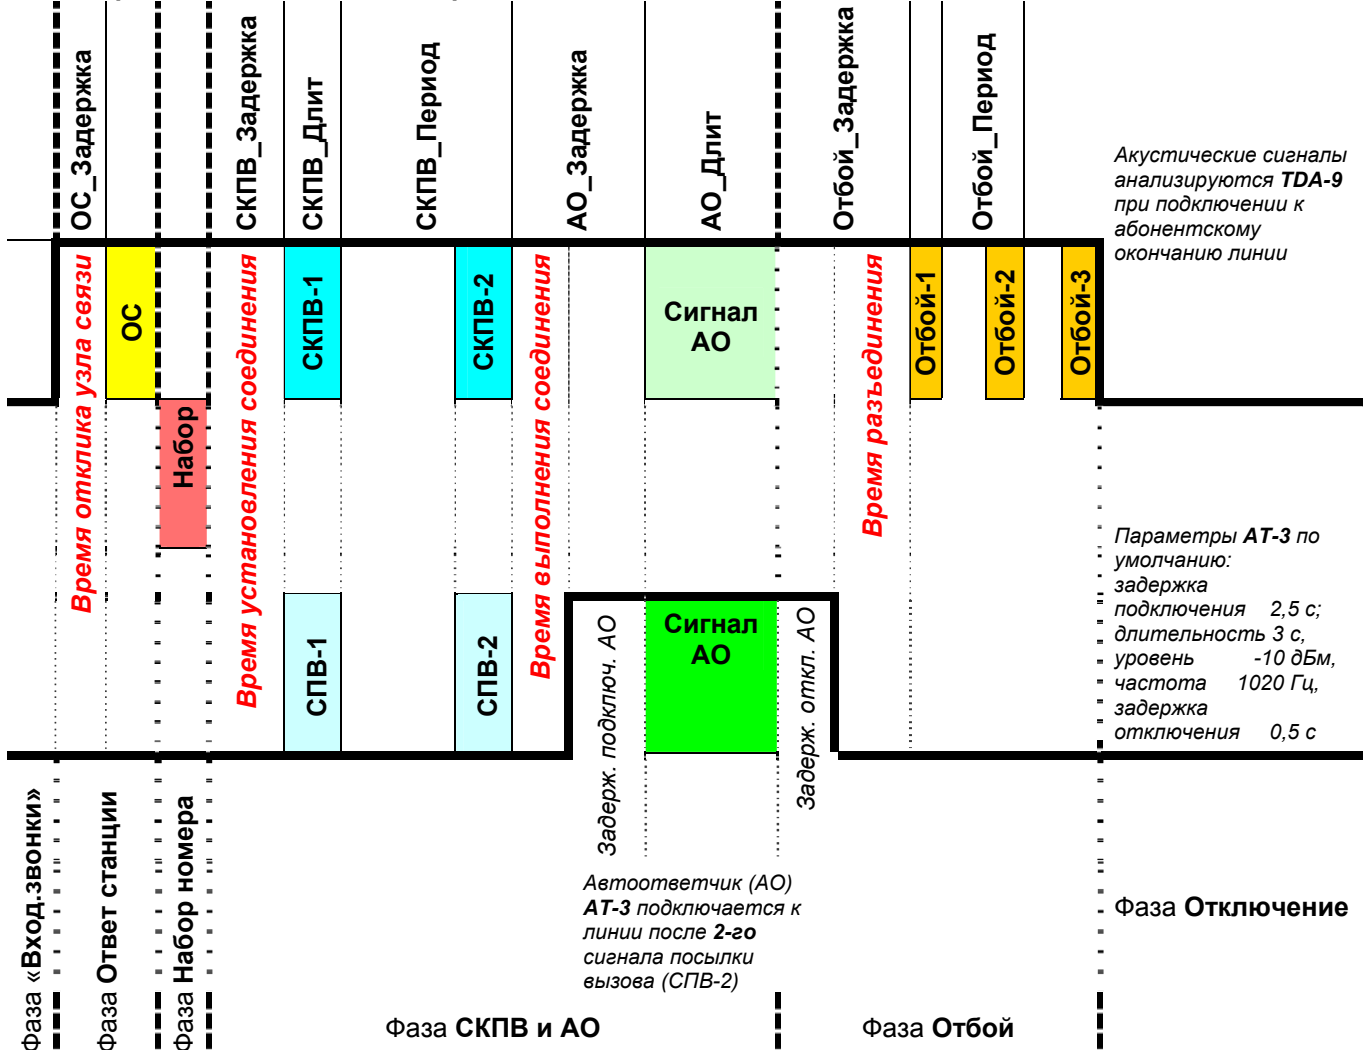 ОС_Задержка
СКПВ_Задержка
СКПВ_Длит
СКПВ_Период
АО_Задержка
АО_Длит
Отбой_Задержка
Отбой_Период
Акустические сигналы
анализируются TDA-9
при подключении к
абонентскому
окончанию линии
Время отклика узла связи
ОС
Набор
Время установления соединения
СКПВ-1
СКПВ-2
Время выполнения соединения
Сигнал
АО
Время разъединения
Отбой-1
Отбой-2
Отбой-3
СПВ-1
СПВ-2
Задерж. подключ. АО
Сигнал
АО
Задерж. откл. АО
Параметры АТ-3 по
умолчанию:
задержка
подключения 2,5 с;
длительность 3 с,
уровень -10 дБм,
частота 1020 Гц,
задержка
отключения 0,5 с
Фаза «Вход.звонки»
Фаза Ответ станции
Фаза Набор номера
Автоответчик (АО)
АТ-3 подключается к
линии после 2-го
сигнала посылки
вызова (СПВ-2)
Фаза СКПВ и АО
Фаза Отбой
Фаза Отключение